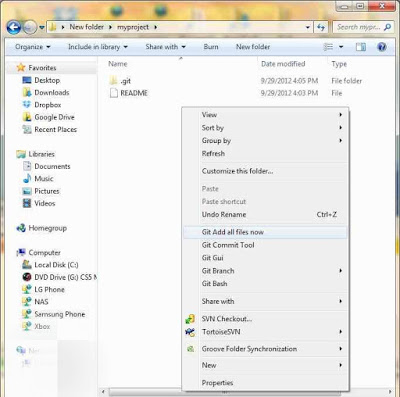 New folder ▸ myproject ▸
Search mypr...
Organize Include in library Share with Burn New folder
Name Date modified Type
.git 9/29/2012 4:05 PM File folder
README 9/29/2012 4:03 PM File
Favorites
Desktop
Downloads
Dropbox
Google Drive
Recent Places
Libraries
Documents
Music
Pictures
Videos
Homegroup
Computer
Local Disk (C:)
DVD Drive (G:) CS5 M
LG Phone
NAS
Samsung Phone
Xbox
View
Sort by
Group by
Refresh
Customize this folder...
Paste
Paste shortcut
Undo Rename Ctrl+Z
Git Add all files now
Git Commit Tool
Git Gui
Git Branch
Git Bash
Share with
SVN Checkout...
TortoiseSVN
Groove Folder Synchronization
New
Properties